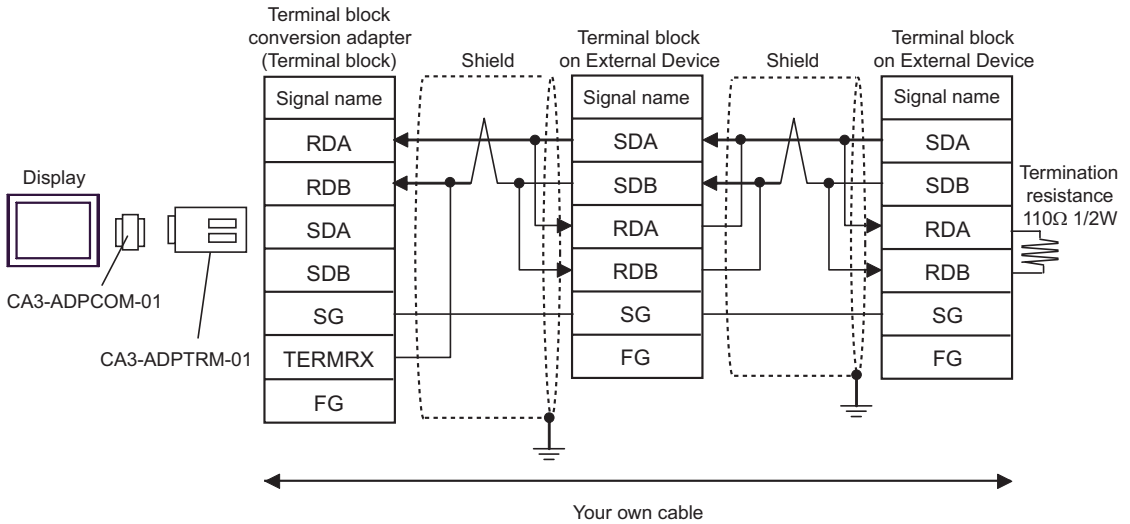 Terminal block
conversion adapter
(Terminal block)
Shield
Terminal block
on External Device
Shield
Terminal block
on External Device
Signal name
RDA
RDB
SDA
SDB
SG
TERMRX
FG
Signal name
SDA
SDB
RDA
RDB
SG
FG
Signal name
SDA
SDB
RDA
RDB
SG
FG
Termination
resistance
110Ω 1/2W
Display
CA3-ADPCOM-01
CA3-ADPTRM-01
Your own cable